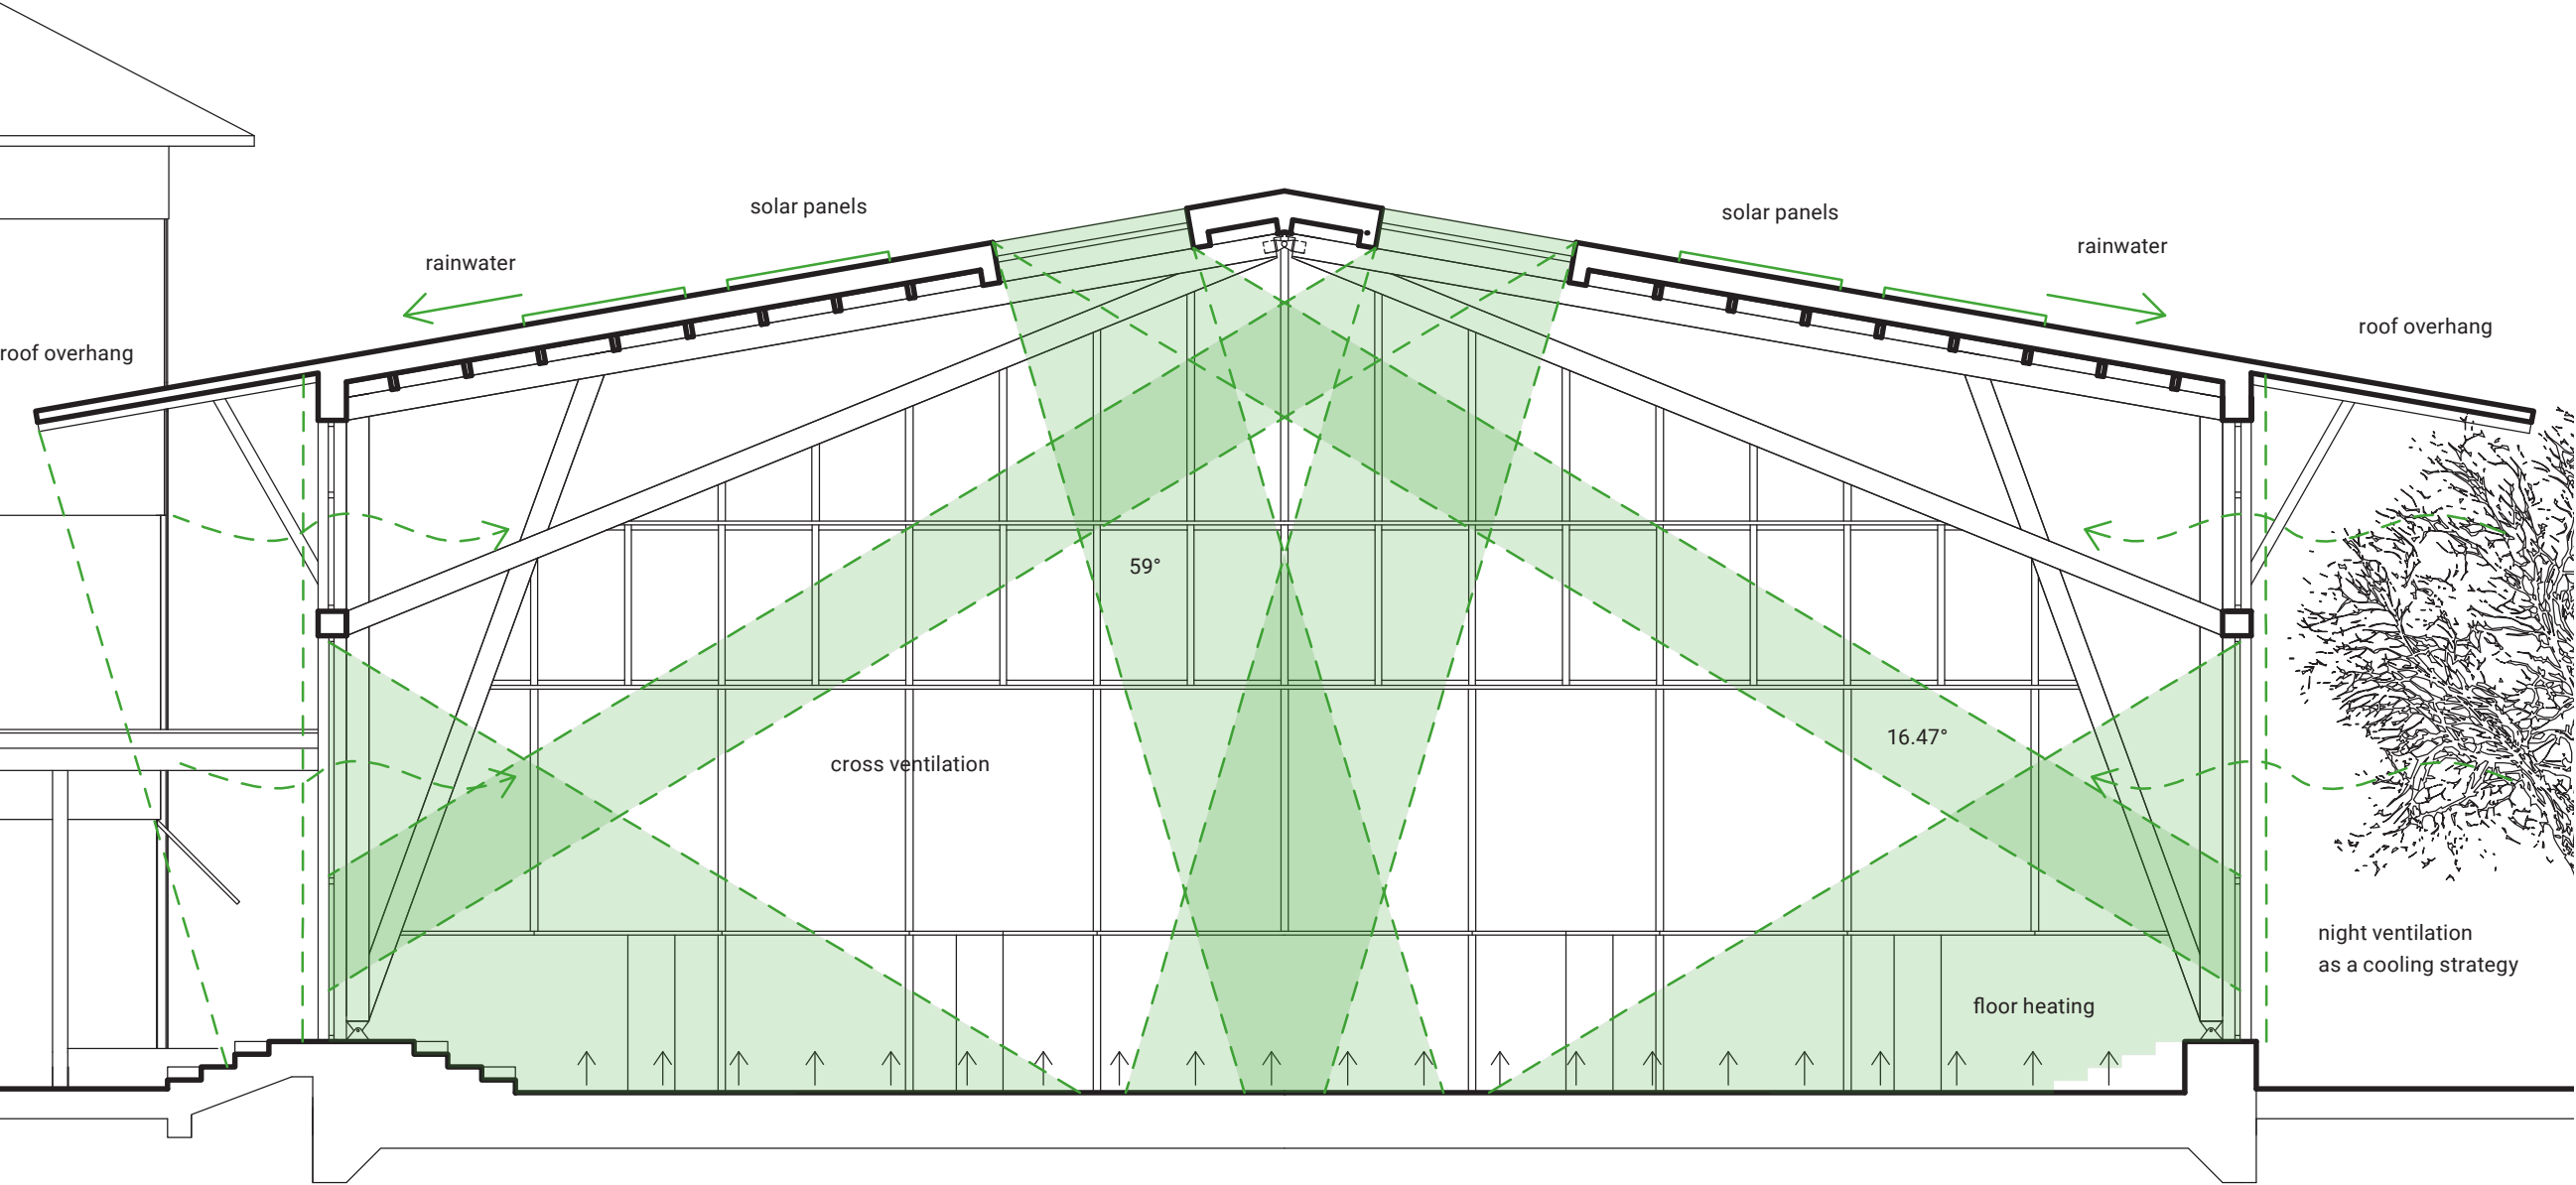 solar panels
solar panels
rainwater
rainwater
roof overhang
roof overhang
59°
16.47°
cross ventilation
night ventilation
as a cooling strategy
floor heating